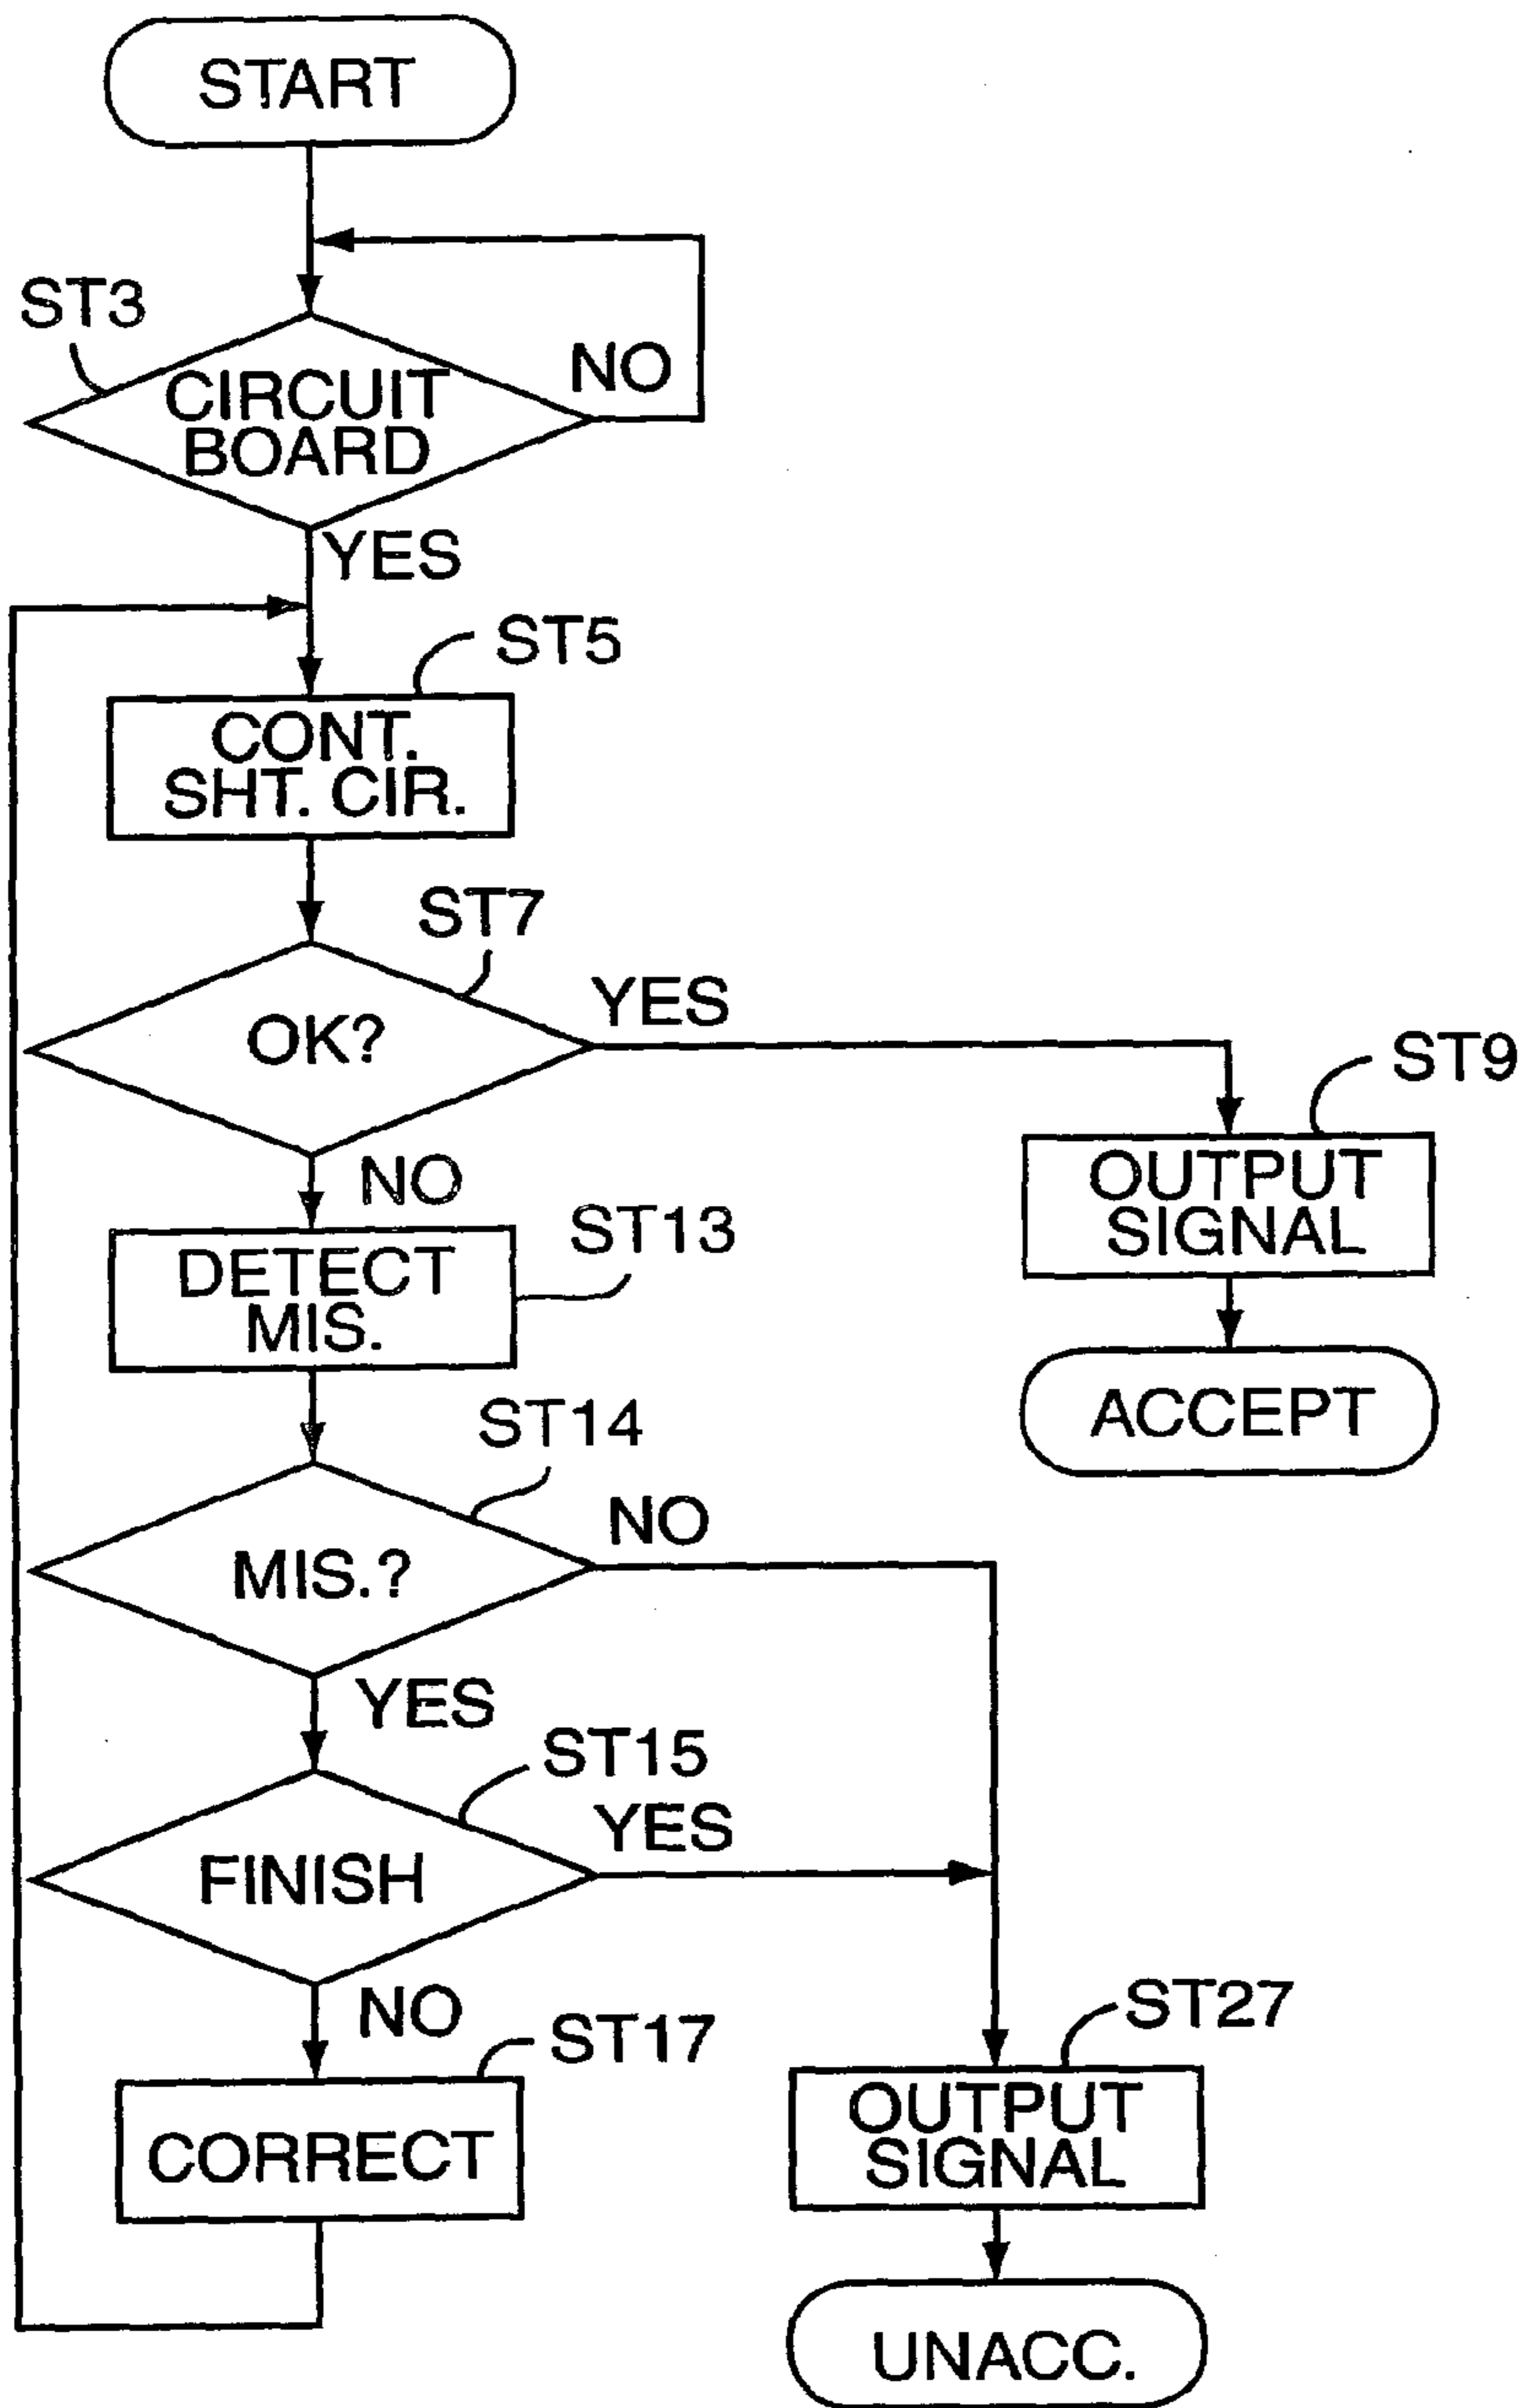 START
ST3
NO
CIRCUIT
BOARD
YES
ST5
CONT.
SHT. CIR.
ST7
YES
OK?
ST9
NO
OUTPUT
SIGNAL
ST13
DETECT
MIS.
ACCEPT
ST14
NO
MIS.?
YES
ST15
YES
FINISH
NO
ST27
ST17
OUTPUT
SIGNAL
CORRECT
UNACC.